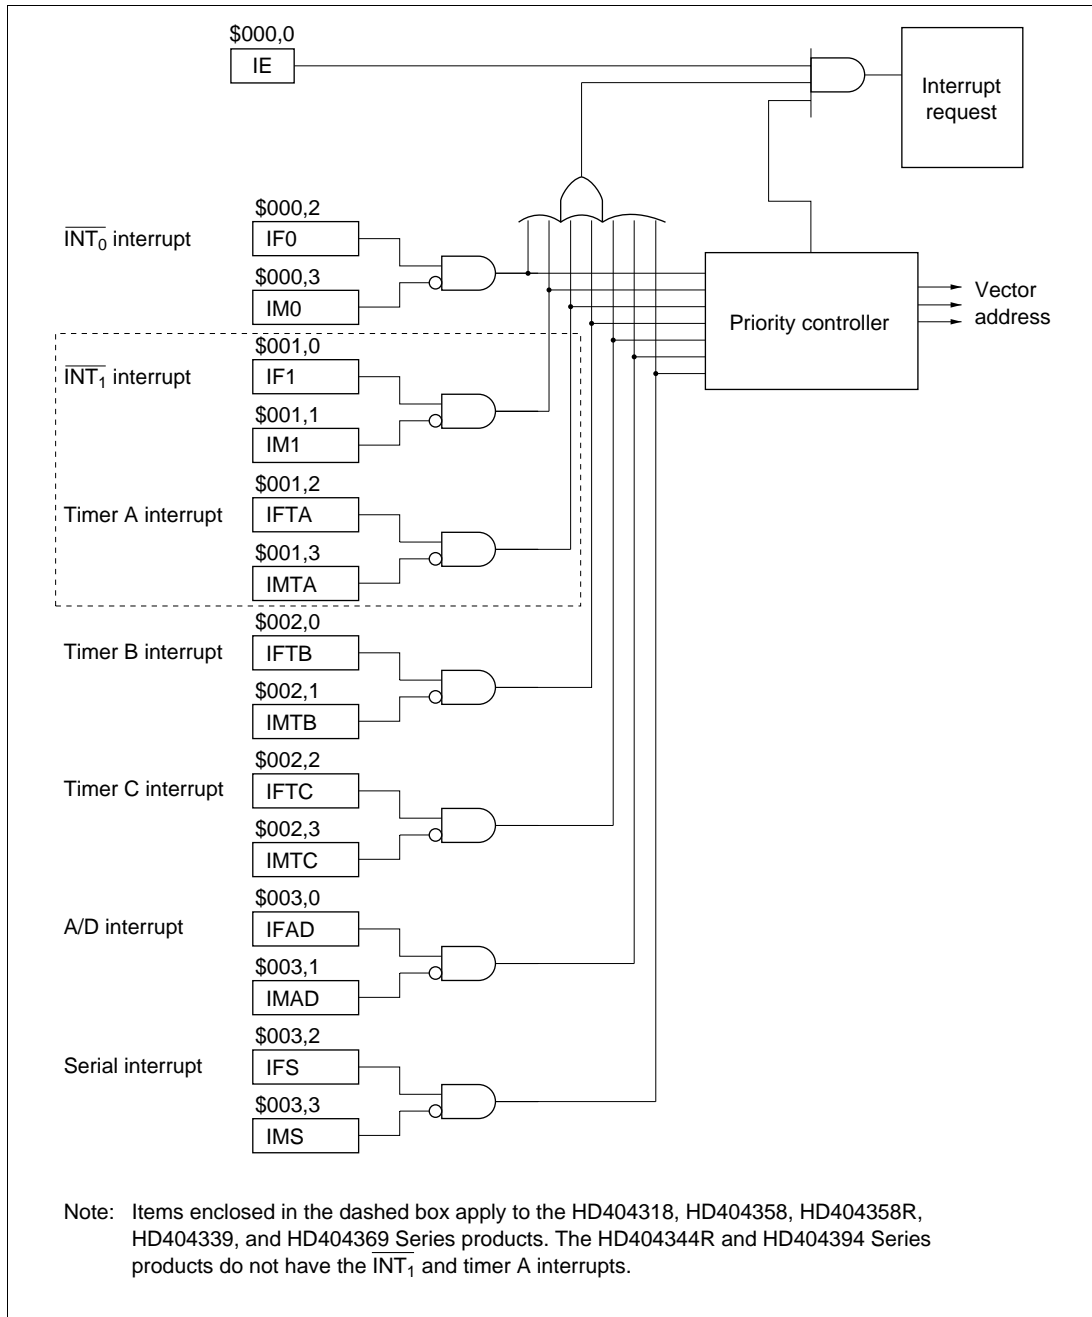 $000,0
IE
Interrupt
request
$000,2
I̅N̅T̅₀ interrupt
IF0
$000,3
IM0
Priority controller
Vector
address
$001,0
I̅N̅T̅₁ interrupt
IF1
$001,1
IM1
$001,2
Timer A interrupt
IFTA
$001,3
IMTA
$002,0
Timer B interrupt
IFTB
$002,1
IMTB
$002,2
Timer C interrupt
IFTC
$002,3
IMTC
$003,0
A/D interrupt
IFAD
$003,1
IMAD
$003,2
Serial interrupt
IFS
$003,3
IMS
Note: Items enclosed in the dashed box apply to the HD404318, HD404358, HD404358R,
HD404339, and HD404369 Series products. The HD404344R and HD404394 Series
products do not have the I̅N̅T̅₁ and timer A interrupts.